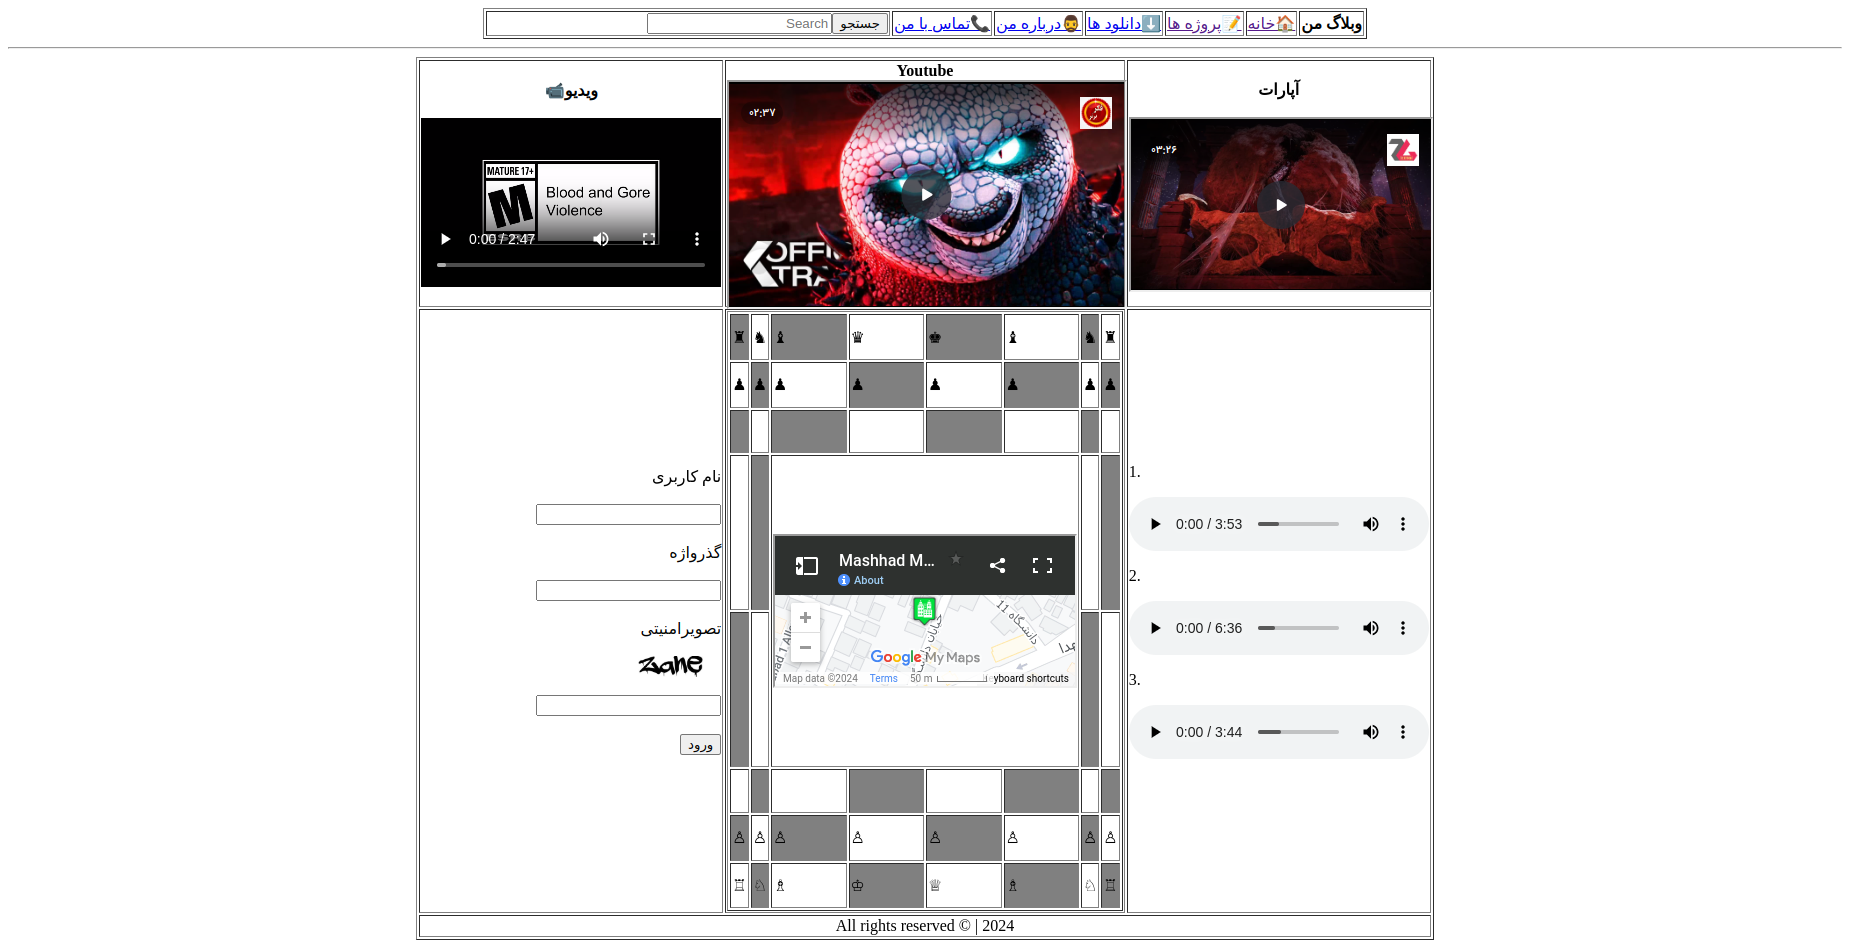 وبلاگ من 🏠خانه 📝پروژه ها ⬇️دانلود ها 🧔درباره من 📞تماس با من جستجو Search
آپارات
۰۳:۲۶
Youtube
۰۲:۳۷
ویدیو📹
MATURE 17+
M
Blood and Gore
Violence
0:00 / 2:47
1.
0:00 / 3:53
2.
0:00 / 6:36
3.
0:00 / 3:44
♜ ♞ ♝ ♛ ♚ ♝ ♞ ♜
♟ ♟ ♟ ♟ ♟ ♟ ♟ ♟
Mashhad M...
About
دانشگاه 11
خیابان
Google My Maps
Map data ©2024 Terms 50 m yboard shortcuts
♙ ♙ ♙ ♙ ♙ ♙ ♙ ♙
♖ ♘ ♗ ♔ ♕ ♗ ♘ ♖
نام کاربری
گذرواژه
تصویرامنیتی
ورود
All rights reserved © | 2024